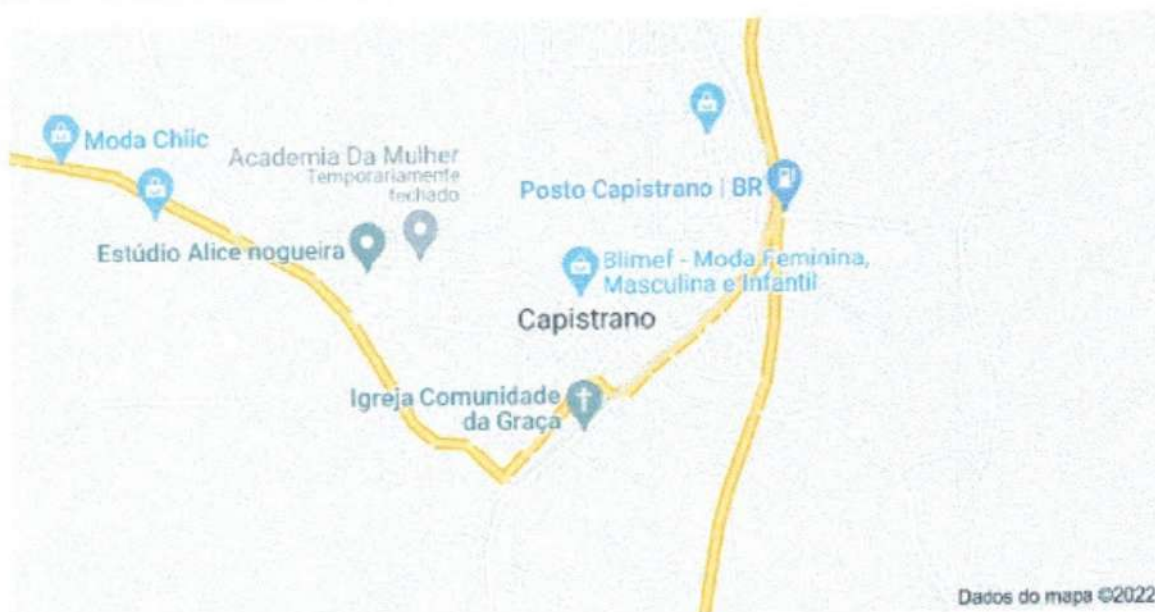 Moda Chiic
Academia Da Mulher
Temporariamente
fechado
Posto Capistrano | BR
Estúdio Alice nogueira
Blimef - Moda Feminina,
Masculina e Infantil
Capistrano
Igreja Comunidade
da Graça
Dados do mapa ©2022